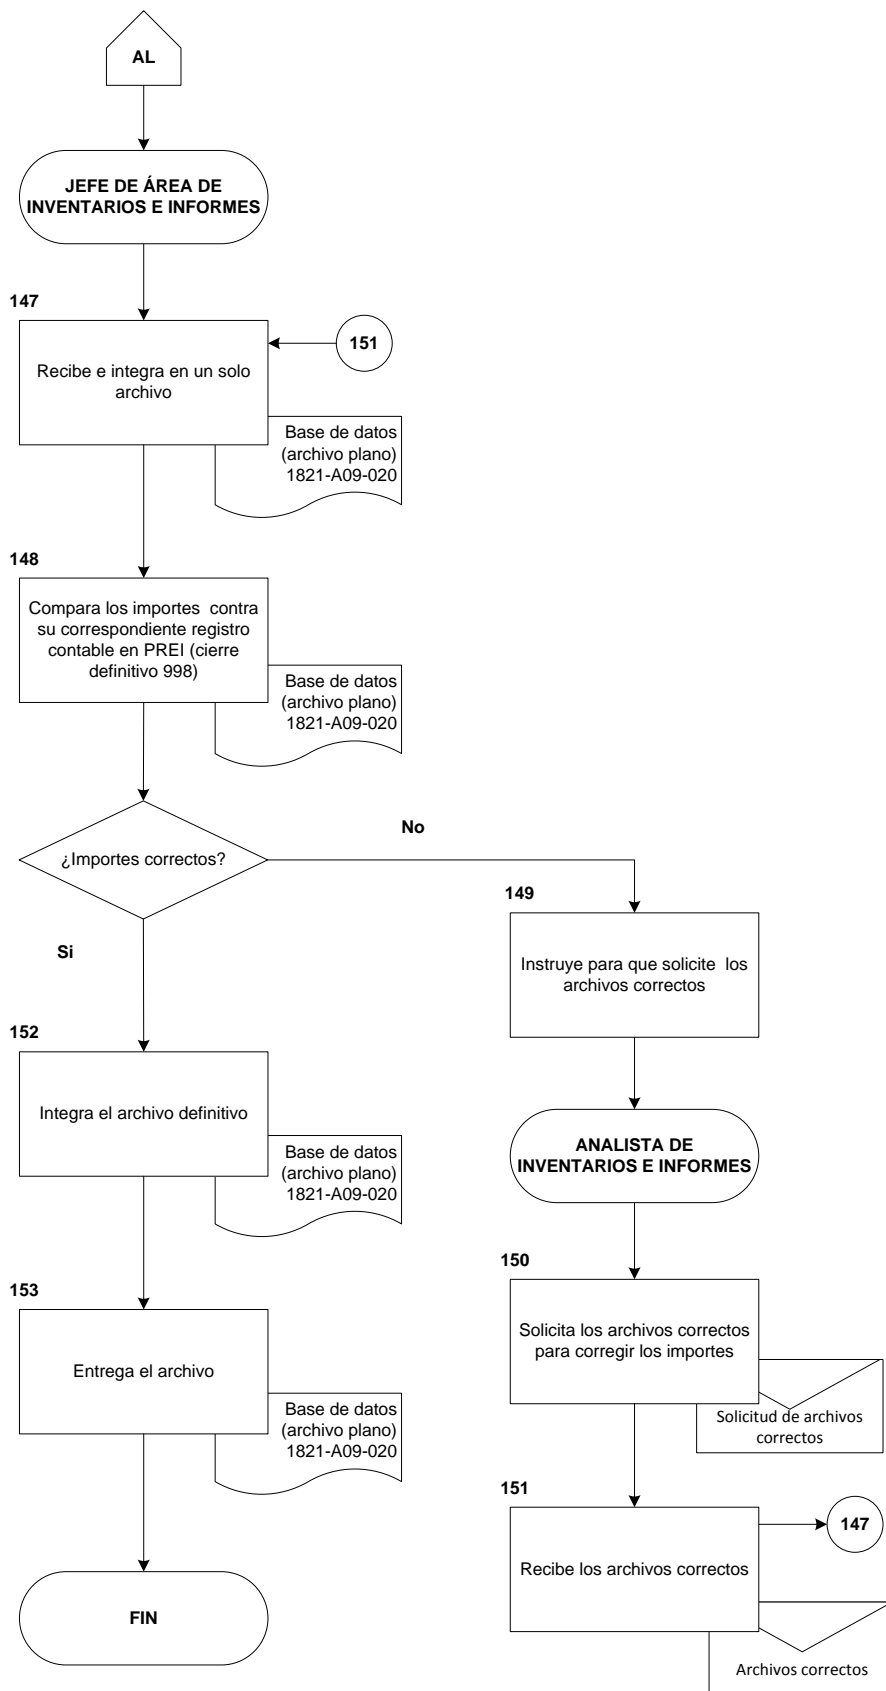 AL
JEFE DE ÁREA DE
INVENTARIOS E INFORMES
147
151
Recibe e integra en un solo
archivo
Base de datos
(archivo plano)
1821-A09-020
148
Compara los importes contra
su correspondiente registro
contable en PREI (cierre
definitivo 998)
Base de datos
(archivo plano)
1821-A09-020
¿Importes correctos?
No
Si
149
Instruye para que solicite los
archivos correctos
152
Integra el archivo definitivo
Base de datos
(archivo plano)
1821-A09-020
ANALISTA DE
INVENTARIOS E INFORMES
150
Solicita los archivos correctos
para corregir los importes
Solicitud de archivos
correctos
153
Entrega el archivo
Base de datos
(archivo plano)
1821-A09-020
151
Recibe los archivos correctos
147
Archivos correctos
FIN